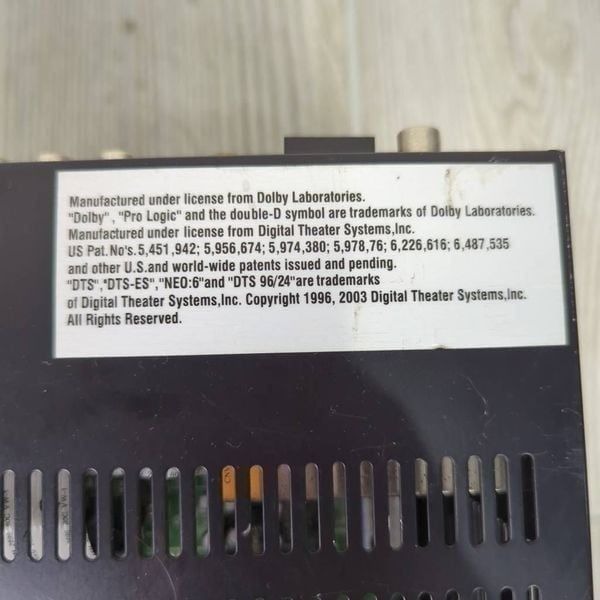 Manufactured under license from Dolby Laboratories.
"Dolby", "Pro Logic" and the double-D symbol are trademarks of Dolby Laboratories.
Manufactured under license from Digital Theater Systems,Inc.
US Pat.No's.5,451,942; 5,956,674; 5,974,380; 5,978,76; 6,226,616; 6,487,535
and other U.S.and world-wide patents issued and pending.
"DTS","DTS-ES","NEO:6"and "DTS 96/24"are trademarks
of Digital Theater Systems,Inc. Copyright 1996, 2003 Digital Theater Systems,Inc.
All Rights Reserved.